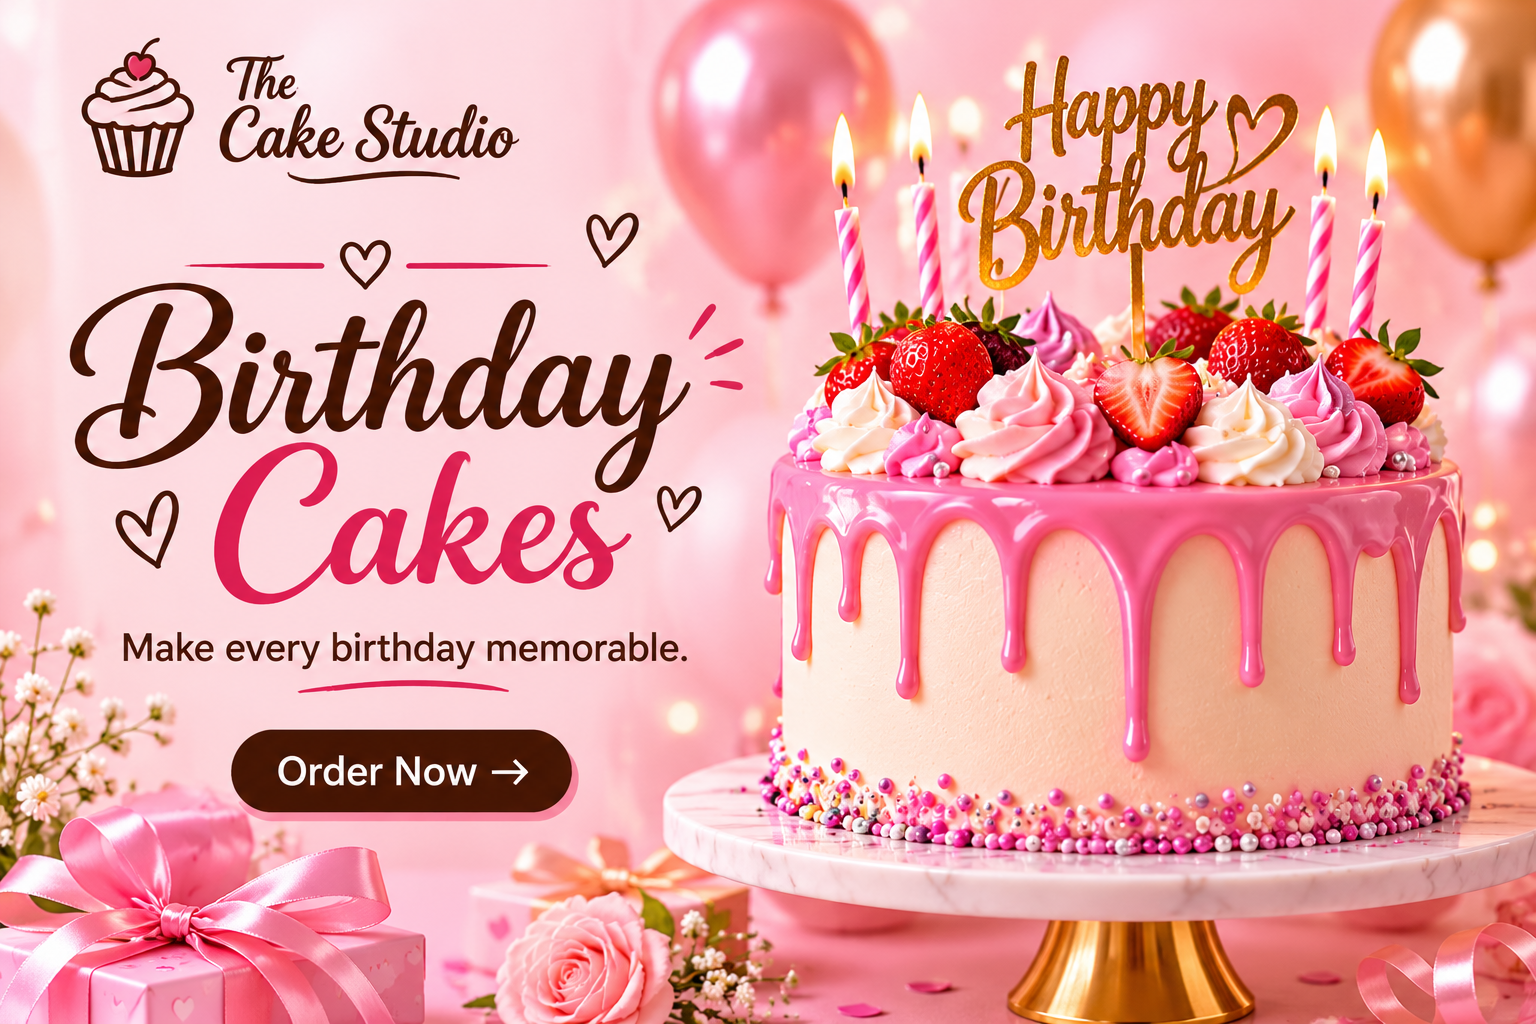 The
Cake Studio
Birthday
Cakes
Make every birthday memorable.
Order Now →
Happy
Birthday